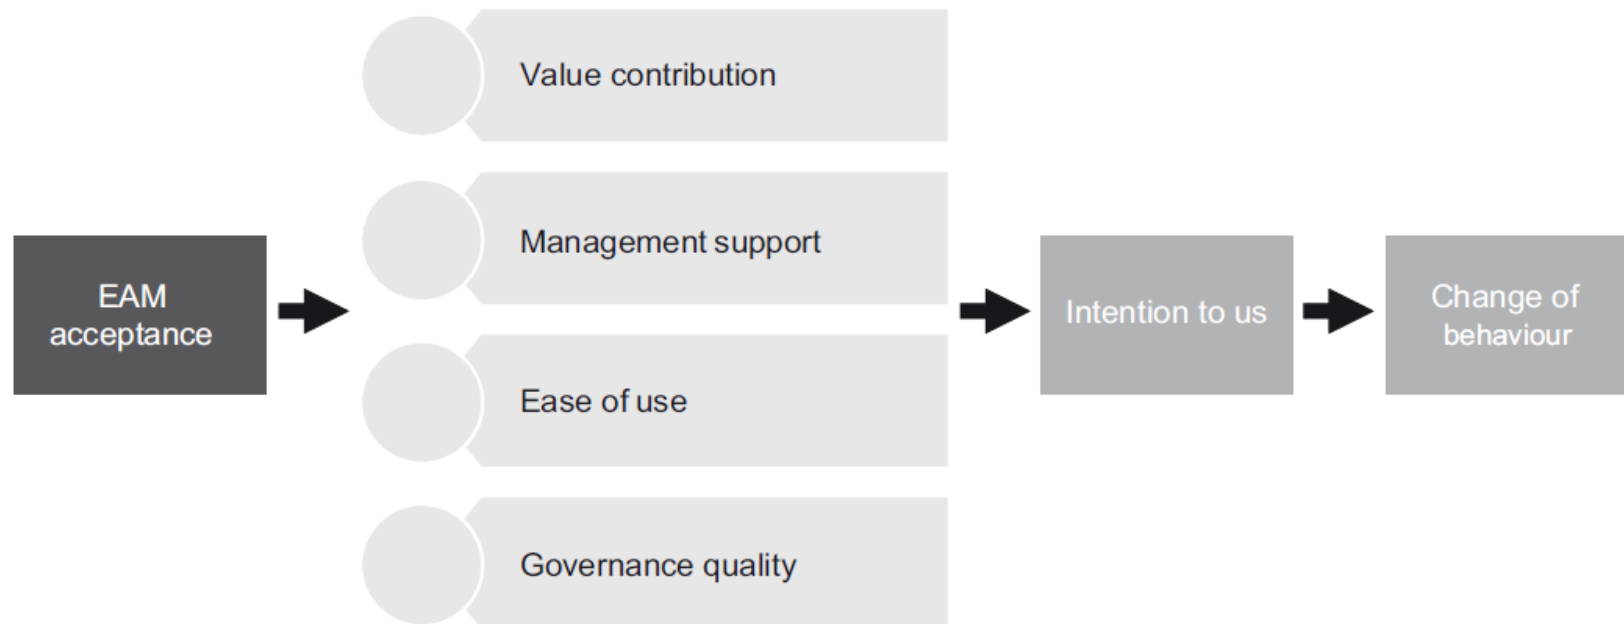 EAM
acceptance
Value contribution
Management support
Ease of use
Governance quality
Intention to us
Change of
behaviour